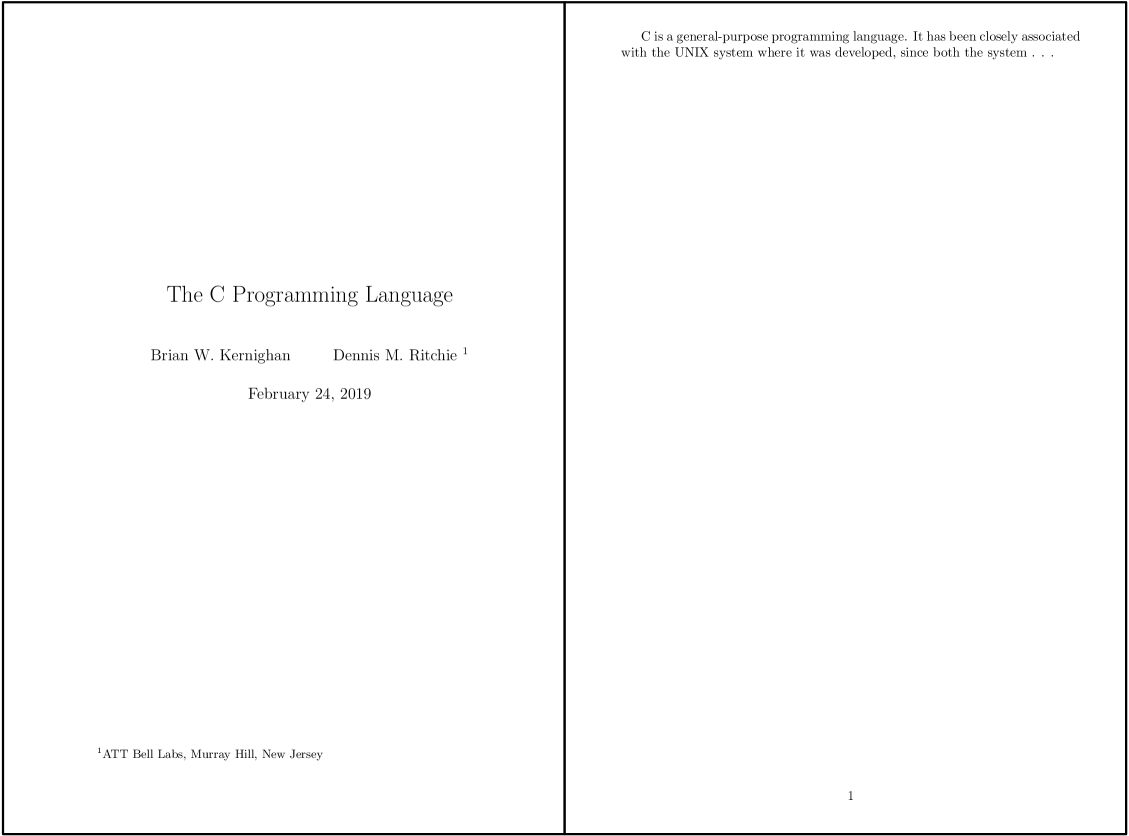 The C Programming Language
Brian W. Kernighan Dennis M. Ritchie 1
February 24, 2019
1ATT Bell Labs, Murray Hill, New Jersey
C is a general-purpose programming language. It has been closely associated
with the UNIX system where it was developed, since both the system . . .
1